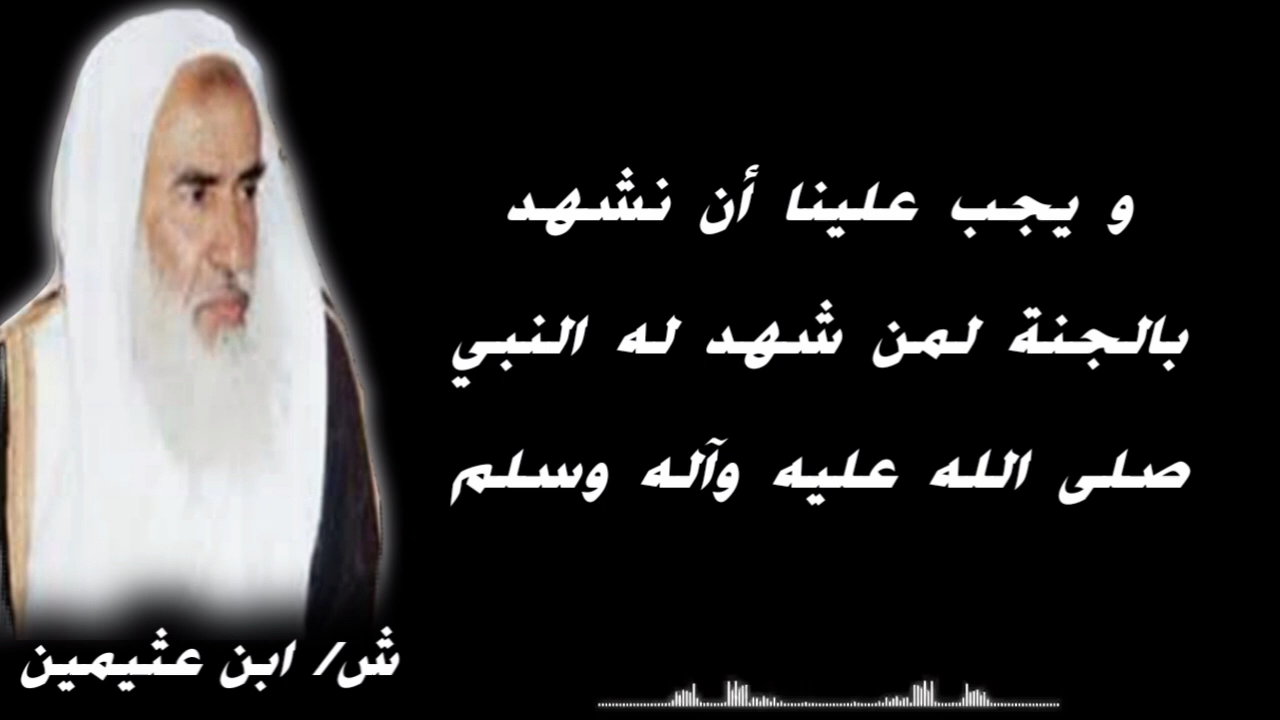 و يجب علينا أن نشهد
بالجنة لمن شهد له النبي
صلى الله عليه وآله وسلم
ش/ ابن عثيمين